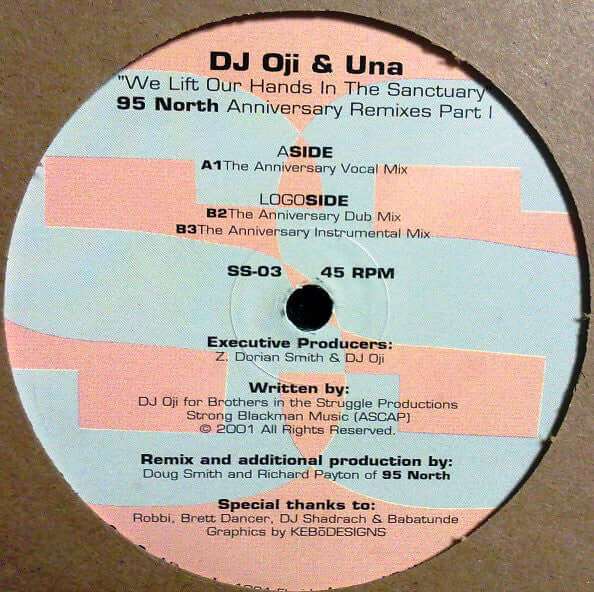 DJ Oji & Una
"We Lift Our Hands In The Sanctuary"
95 North Anniversary Remixes Part I
ASIDE
A1The Anniversary Vocal Mix
LOGOSIDE
B2The Anniversary Dub Mix
B3The Anniversary Instrumental Mix
SS-03 45 RPM
Executive Producers:
Z. Dorian Smith & DJ Oji
Written by:
DJ Oji for Brothers in the Struggle Productions
Strong Blackman Music (ASCAP)
© 2001 All Rights Reserved.
Remix and additional production by:
Doug Smith and Richard Payton of 95 North
Special thanks to:
Robbi, Brett Dancer, DJ Shadrach & Babatunde
Graphics by KEBōDESIGNS